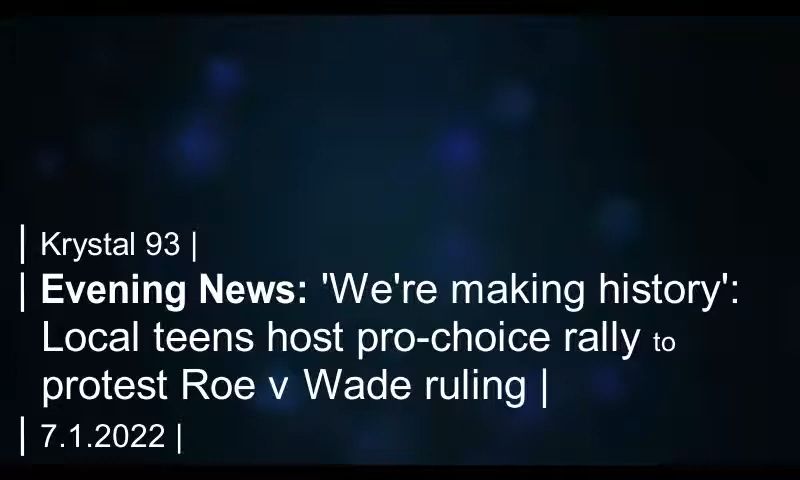 | Krystal 93 |
| Evening News: 'We're making history':
Local teens host pro-choice rally to
protest Roe v Wade ruling |
| 7.1.2022 |